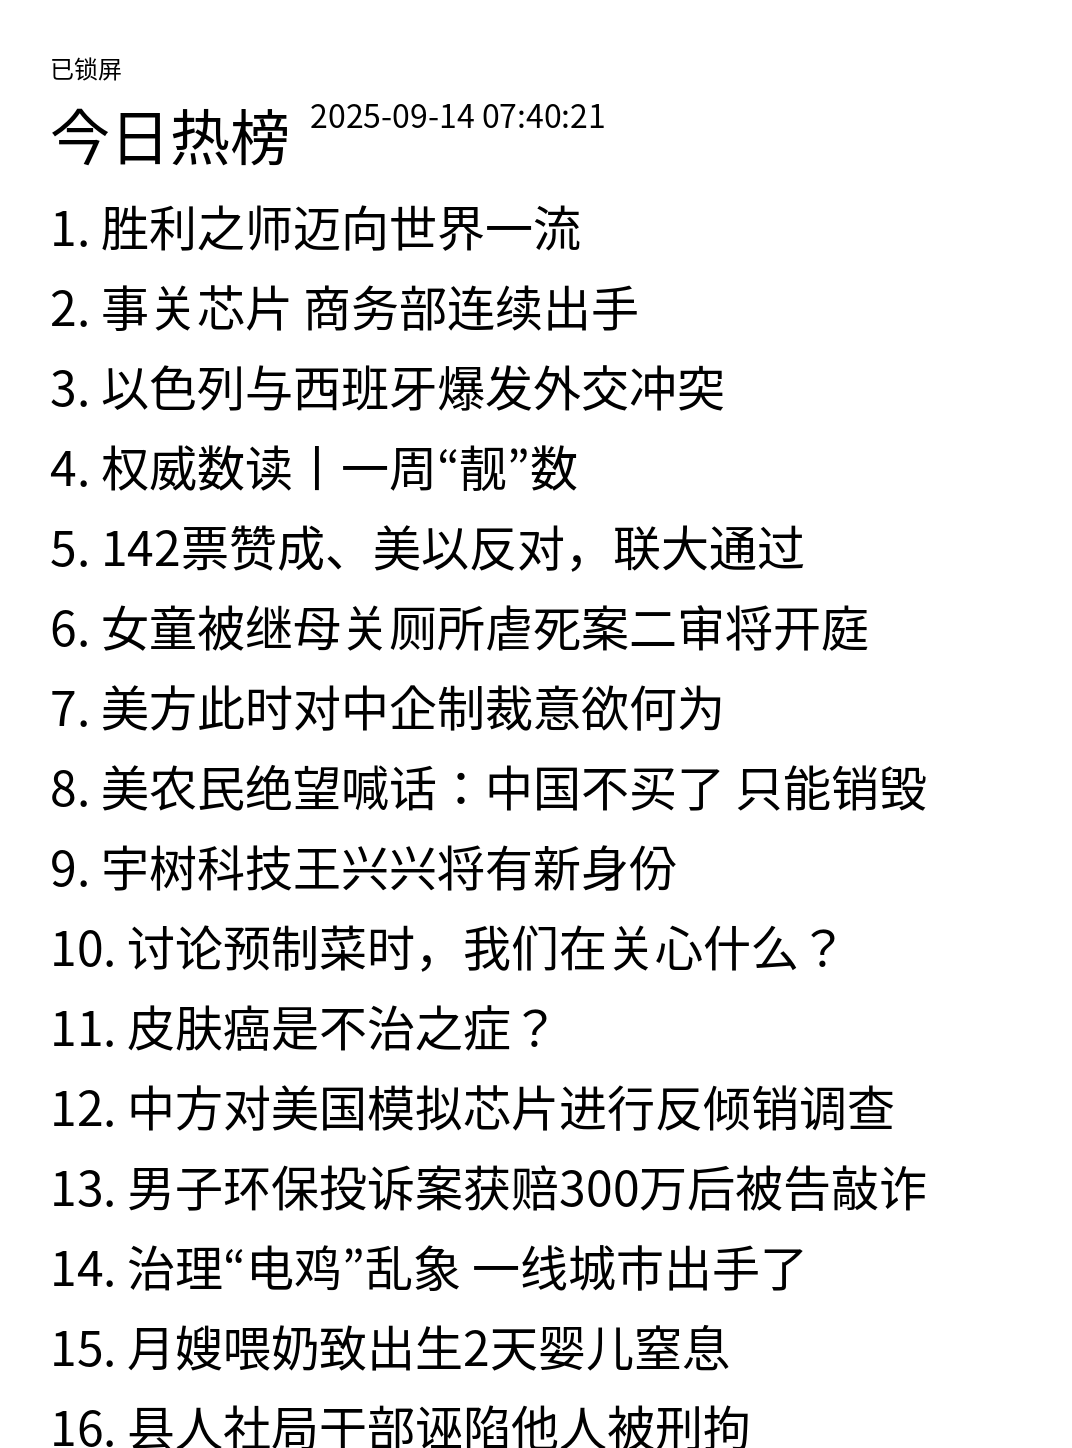 已锁屏
今日热榜 2025-09-14 07:40:21
1. 胜利之师迈向世界一流
2. 事关芯片 商务部连续出手
3. 以色列与西班牙爆发外交冲突
4. 权威数读丨一周“靓”数
5. 142票赞成、美以反对，联大通过
6. 女童被继母关厕所虐死案二审将开庭
7. 美方此时对中企制裁意欲何为
8. 美农民绝望喊话：中国不买了 只能销毁
9. 宇树科技王兴兴将有新身份
10. 讨论预制菜时，我们在关心什么？
11. 皮肤癌是不治之症？
12. 中方对美国模拟芯片进行反倾销调查
13. 男子环保投诉案获赔300万后被告敲诈
14. 治理“电鸡”乱象 一线城市出手了
15. 月嫂喂奶致出生2天婴儿窒息
16. 县人社局干部诬陷他人被刑拘